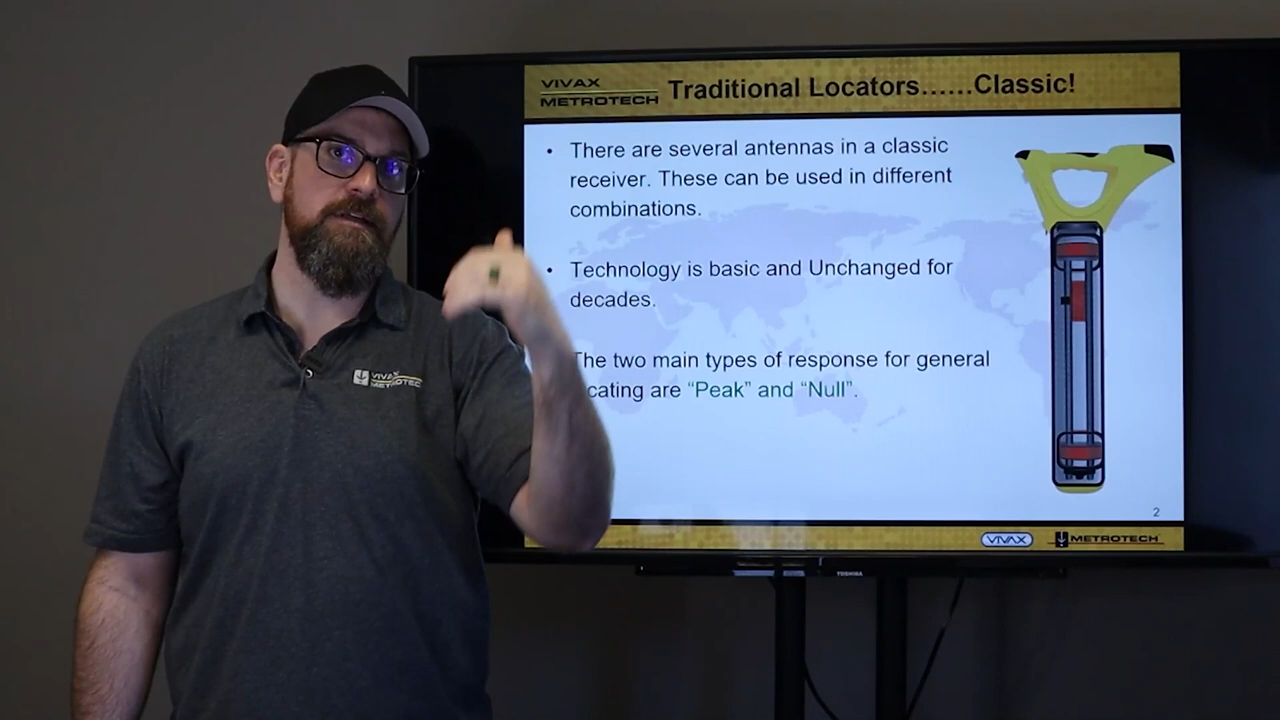 VIVAX
METROTECH
Traditional Locators……Classic!
• There are several antennas in a classic
receiver. These can be used in different
combinations.
• Technology is basic and Unchanged for
decades.
The two main types of response for general
cating are “Peak” and “Null”.
2
VIVAX
METROTECH
TOSHIBA
VIVAX
METROTEC